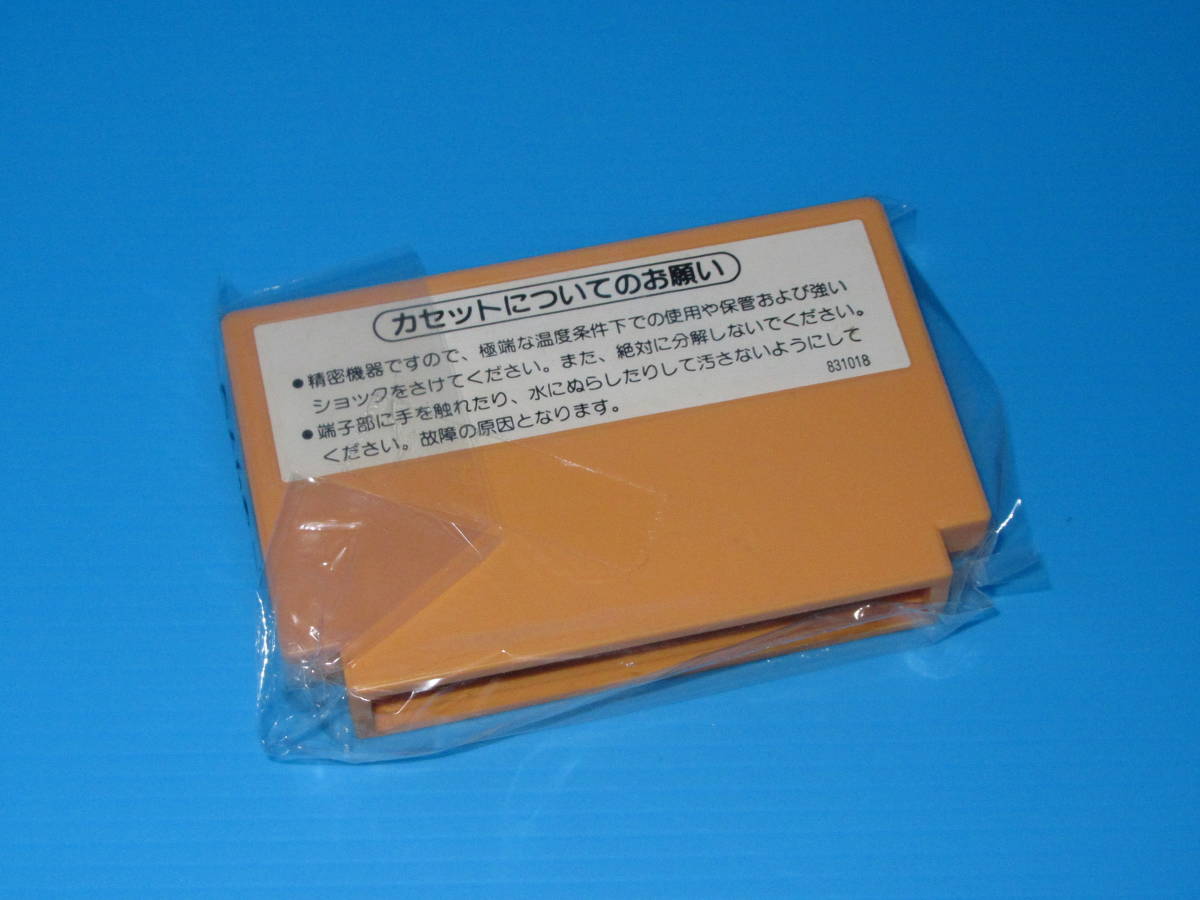 カセットについてのお願い
●精密機器ですので、極端な温度条件下での使用や保管および強い
ショックをさけてください。また、絶対に分解しないでください。
●端子部に手を触れたり、水にぬらしたりして汚さないようにして
ください。故障の原因となります。
831018